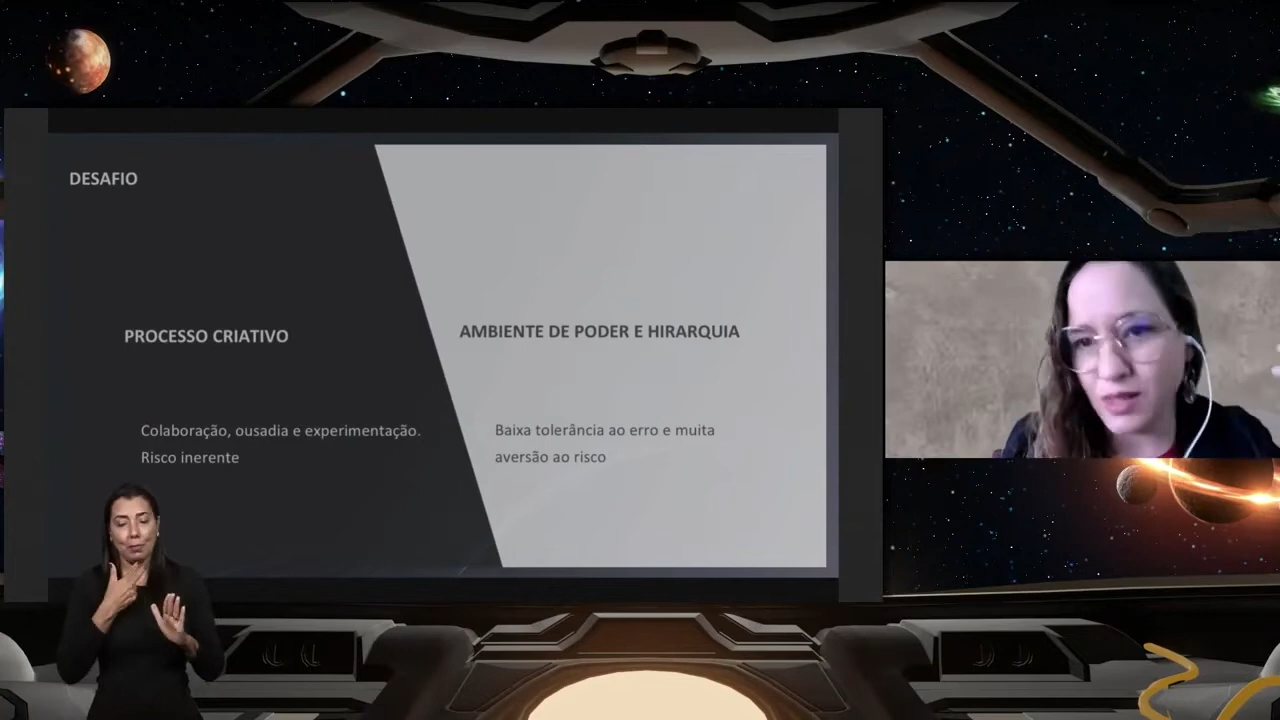 DESAFIO
PROCESSO CRIATIVO
Colaboração, ousadia e experimentação.
Risco inerente
AMBIENTE DE PODER E HIRARQUIA
Baixa tolerância ao erro e muita
aversão ao risco